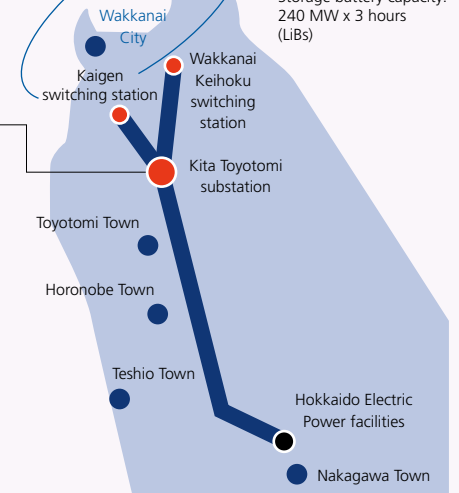 Storage battery capacity:
240 MW x 3 hours
(LiBs)
Wakkanai
City
Kaigen
switching station
Wakkanai
Keihoku
switching
station
Kita Toyotomi
substation
Toyotomi Town
Horonobe Town
Teshio Town
Hokkaido Electric
Power facilities
Nakagawa Town